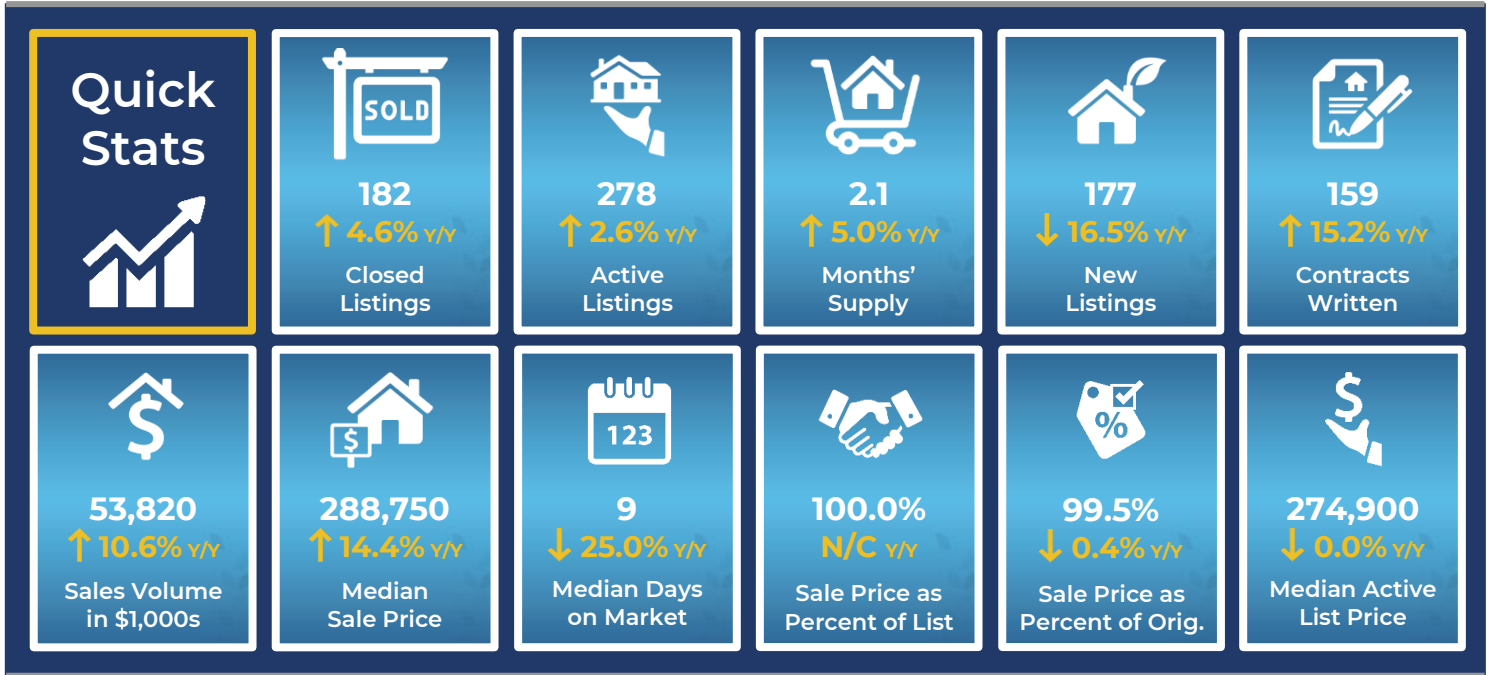 Quick
Stats
SOLD
182
↑ 4.6% Y/Y
Closed
Listings
278
↑ 2.6% Y/Y
Active
Listings
2.1
↑ 5.0% Y/Y
Months’
Supply
177
↓ 16.5% Y/Y
New
Listings
159
↑ 15.2% Y/Y
Contracts
Written
$
53,820
↑ 10.6% Y/Y
Sales Volume
in $1,000s
$
288,750
↑ 14.4% Y/Y
Median
Sale Price
123
9
↓ 25.0% Y/Y
Median Days
on Market
100.0%
N/C Y/Y
Sale Price as
Percent of List
%
99.5%
↓ 0.4% Y/Y
Sale Price as
Percent of Orig.
$
274,900
↓ 0.0% Y/Y
Median Active
List Price